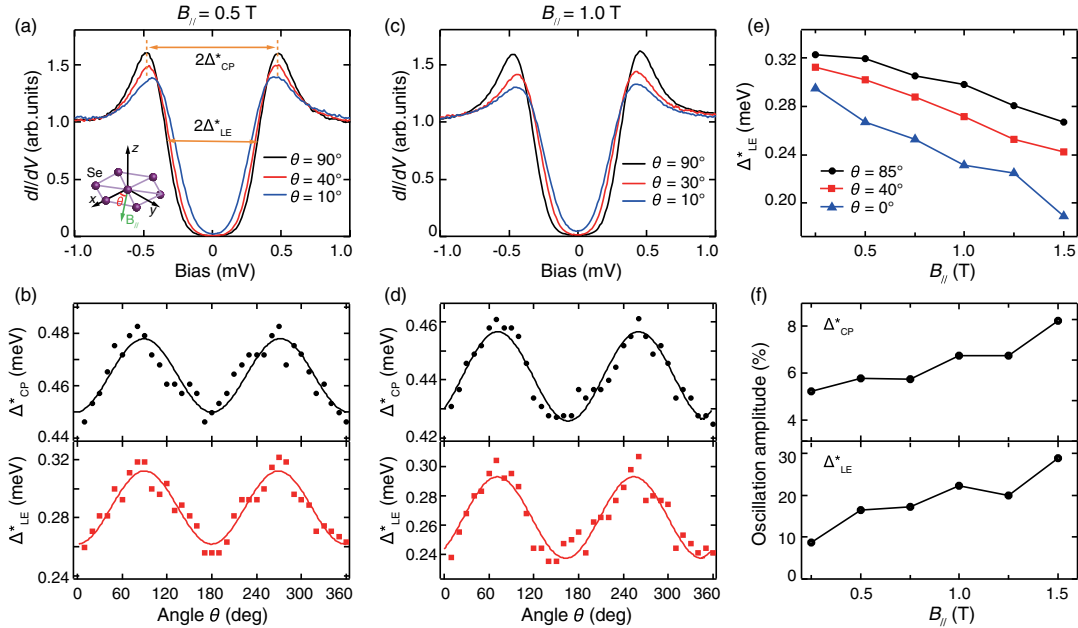 (a)
B// = 0.5 T
dI/dV (arb.units)
1.5
1.0
0.5
0
2Δ*CP
2Δ*LE
Se
z
x
y
θ
B//
θ = 90°
θ = 40°
θ = 10°
-1.0 -0.5 0 0.5 1.0
Bias (mV)
(c)
B// = 1.0 T
dI/dV (arb.units)
1.5
1.0
0.5
0
θ = 90°
θ = 30°
θ = 10°
-1.0 -0.5 0 0.5 1.0
Bias (mV)
(e)
Δ*LE (meV)
0.32
0.28
0.24
0.20
θ = 85°
θ = 40°
θ = 0°
0.5 1.0 1.5
B// (T)
(b)
Δ*CP (meV)
0.48
0.46
0.44
Δ*LE (meV)
0.32
0.28
0.24
0 60 120 180 240 300 360
Angle θ (deg)
(d)
Δ*CP (meV)
0.46
0.44
0.42
Δ*LE (meV)
0.30
0.28
0.26
0.24
0 60 120 180 240 300 360
Angle θ (deg)
(f)
Oscillation amplitude (%)
Δ*CP
8
6
4
Δ*LE
30
20
10
0
0.5 1.0 1.5
B// (T)